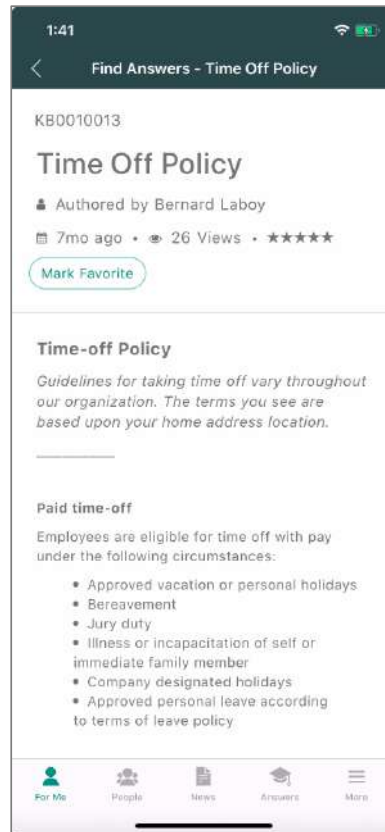 1:41
Find Answers - Time Off Policy
KB0010013
Time Off Policy
Authored by Bernard Laboy
7mo ago • 26 Views • ★★★★★
Mark Favorite
Time-off Policy
Guidelines for taking time off vary throughout
our organization. The terms you see are
based upon your home address location.
Paid time-off
Employees are eligible for time off with pay
under the following circumstances:
• Approved vacation or personal holidays
• Bereavement
• Jury duty
• Illness or incapacitation of self or
immediate family member
• Company designated holidays
• Approved personal leave according
to terms of leave policy
For Me People News Answers More